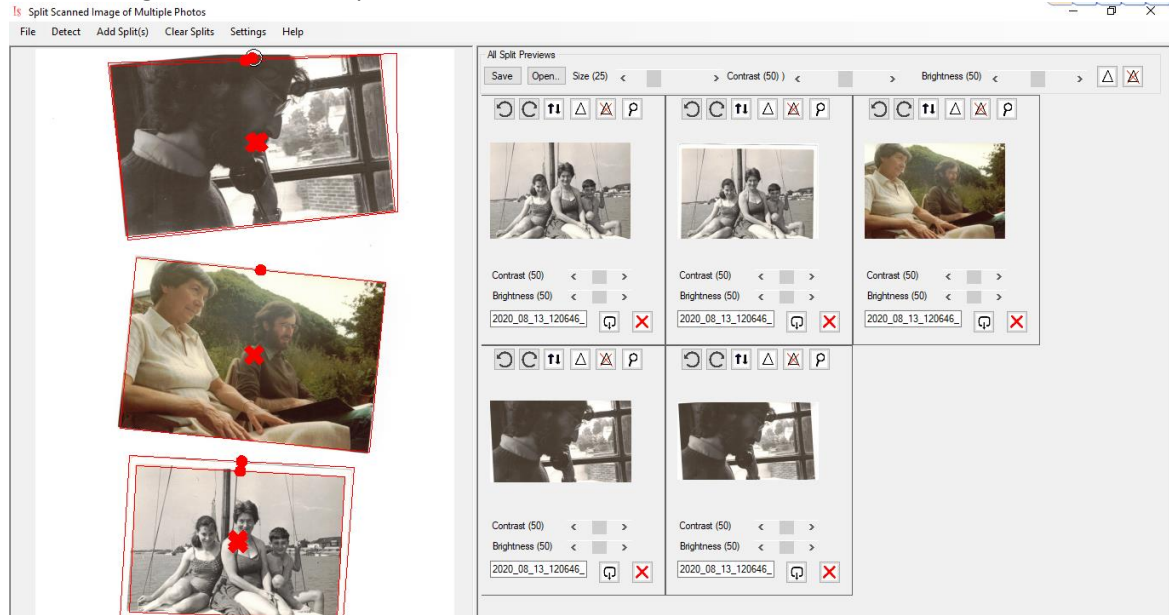 Split Scanned Image of Multiple Photos
File Detect Add Split(s) Clear Splits Settings Help
All Split Previews
Save Open.. Size (25) < > Contrast (50) ) < > Brightness (50) < >
Contrast (50) < > Contrast (50) < > Contrast (50) < >
Brightness (50) < > Brightness (50) < > Brightness (50) < >
2020_08_13_120646_ 2020_08_13_120646_ 2020_08_13_120646_
Contrast (50) < > Contrast (50) < >
Brightness (50) < > Brightness (50) < >
2020_08_13_120646_ 2020_08_13_120646_